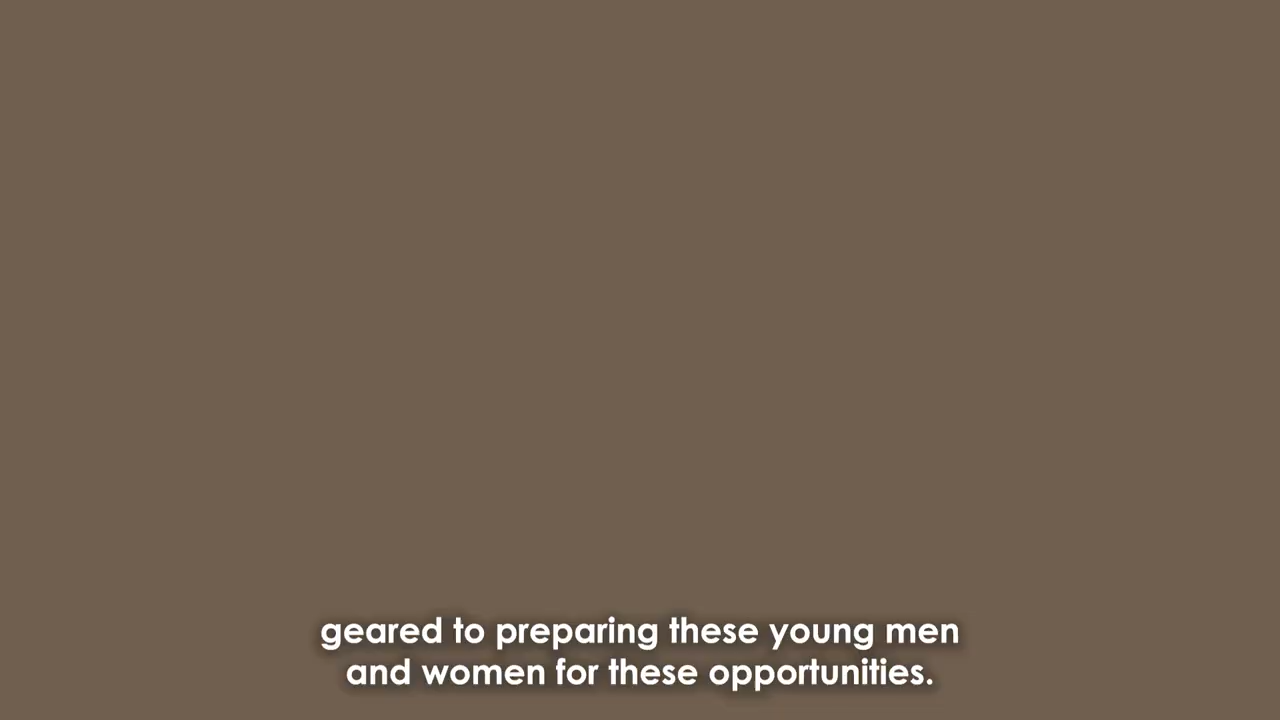 geared to preparing these young men
and women for these opportunities.